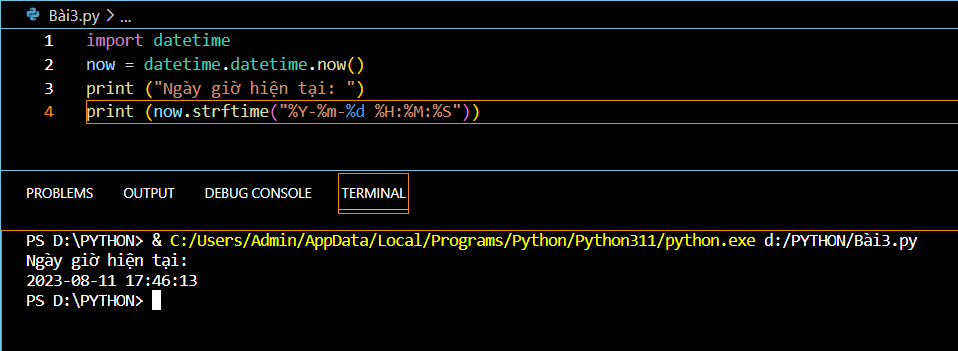 Bài3.py > ...
1 import datetime
2 now = datetime.datetime.now()
3 print ("Ngày giờ hiện tại: ")
4 print (now.strftime("%Y-%m-%d %H:%M:%S"))
PROBLEMS OUTPUT DEBUG CONSOLE TERMINAL
PS D:\PYTHON> & C:/Users/Admin/AppData/Local/Programs/Python/Python311/python.exe d:/PYTHON/Bài3.py
Ngày giờ hiện tại:
2023-08-11 17:46:13
PS D:\PYTHON>